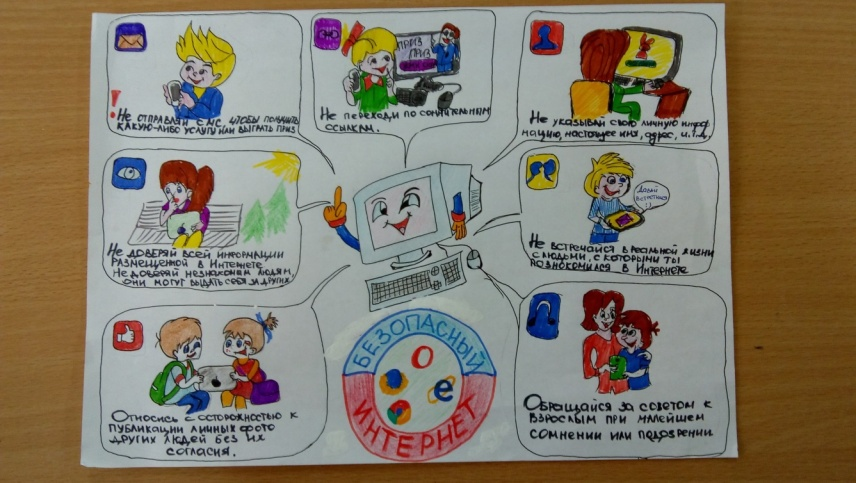 Не отправляй смс, чтобы получить
какую-либо услугу или выиграть приз
ПРИЗ
ПРИЗ
Не переходи по сомнительным
ссылкам.
Не указывай свою личную инфор
мацию, настоящее имя, адрес, и.т.д.
Не доверяй всей информации
размещенной в Интернете.
Не доверяй незнакомым людям,
они могут выдать себя за других
ДАВАЙ
ВСТРЕТИМСЯ
:)
Не встречайся в реальной жизни
с людьми, с которыми ты
познакомился в Интернете
Относись с осторожностью к
публикации личных фото
других людей без их
согласия.
БЕЗОПАСНЫЙ
ИНТЕРНЕТ
Обращайся за советом к
взрослым при малейшем
сомнении или подозрении